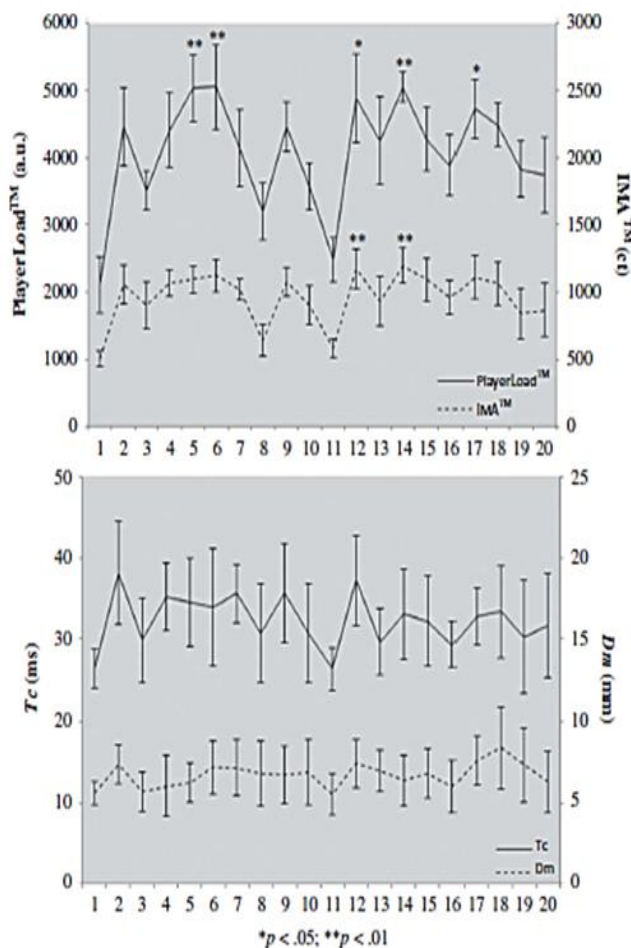 6000
5000
4000
3000
2000
1000
0
PlayerLoad™ (a.u.)
3000
2500
2000
1500
1000
500
0
IMA™ (ct)
** ** * ** *
** **
PlayerLoad™
IMA™
1 2 3 4 5 6 7 8 9 10 11 12 13 14 15 16 17 18 19 20
50
40
30
20
10
0
Tc (ms)
25
20
15
10
5
0
Dm (mm)
Tc
Dm
1 2 3 4 5 6 7 8 9 10 11 12 13 14 15 16 17 18 19 20
*p < .05; **p < .01